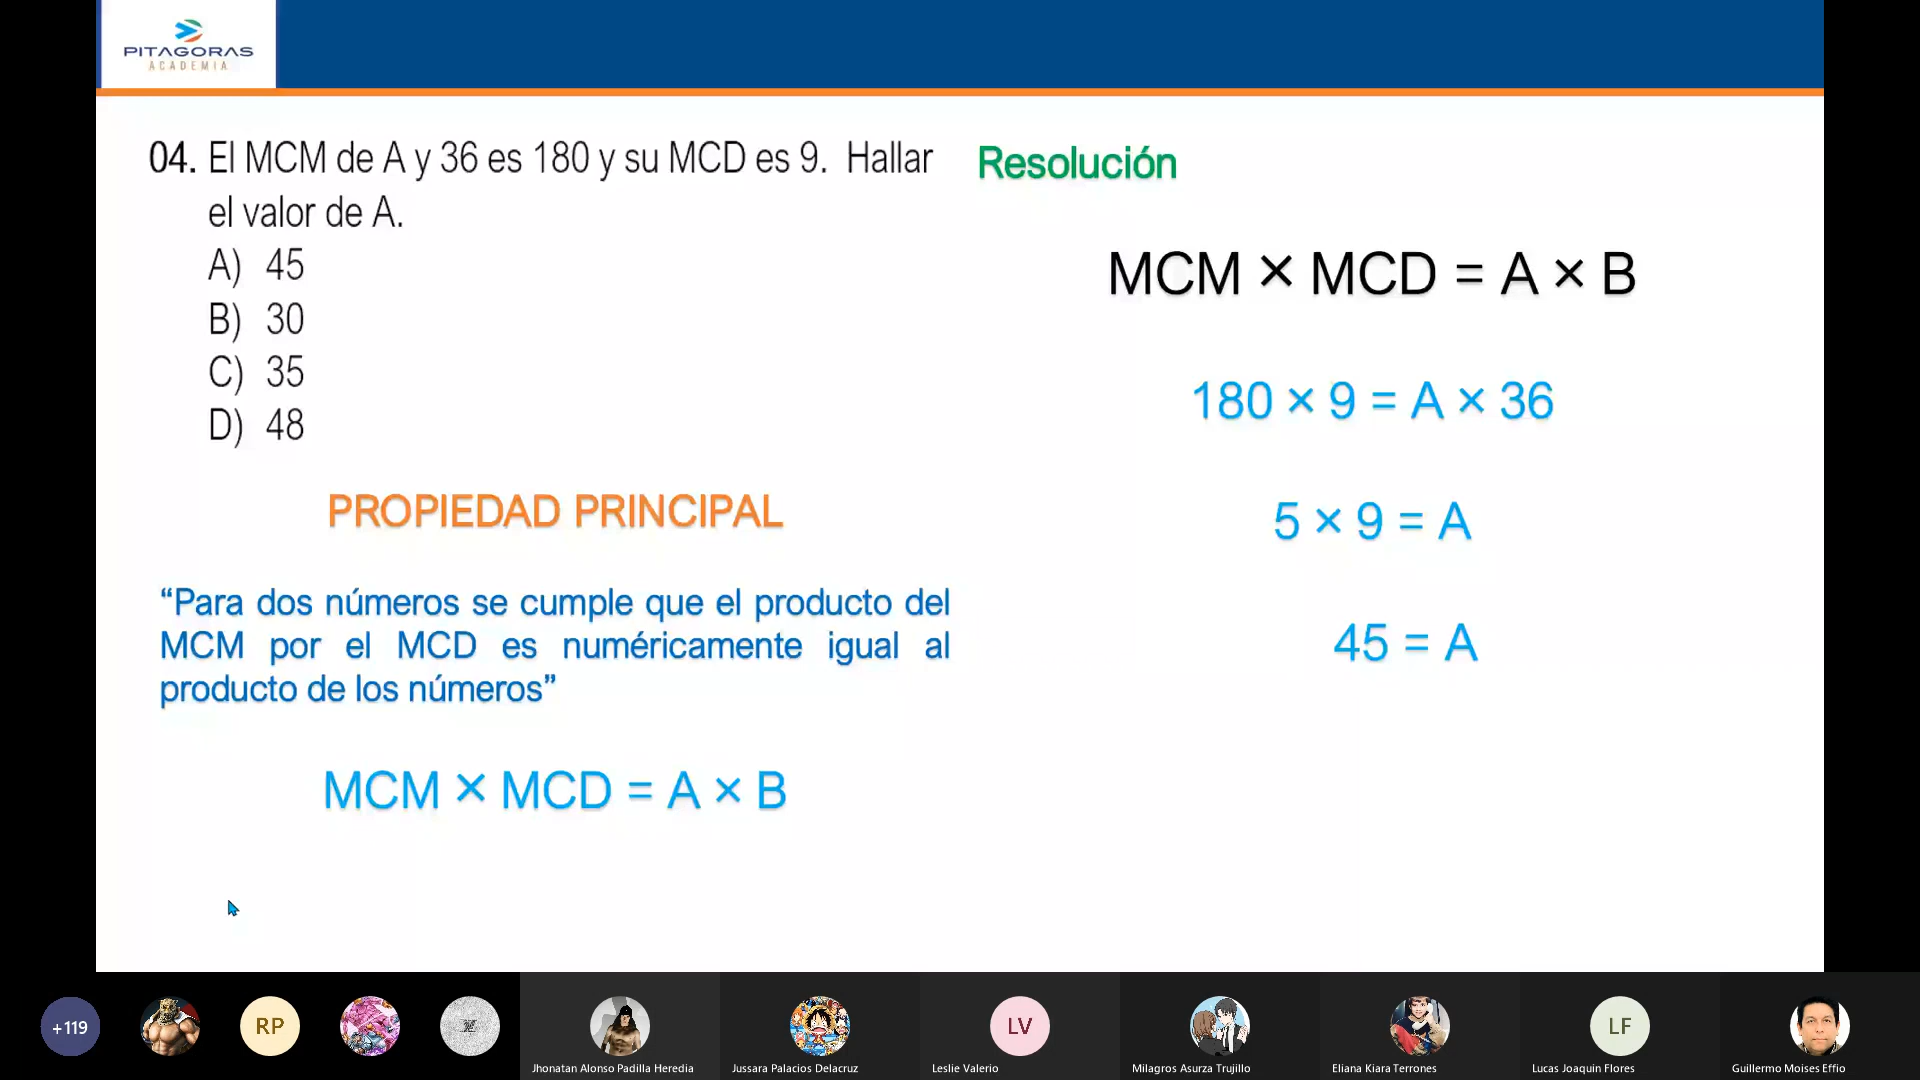 PITAGORAS
ACADEMIA
04. El MCM de A y 36 es 180 y su MCD es 9. Hallar
el valor de A.
A) 45
B) 30
C) 35
D) 48
PROPIEDAD PRINCIPAL
“Para dos números se cumple que el producto del
MCM por el MCD es numéricamente igual al
producto de los números”
MCM × MCD = A × B
Resolución
MCM × MCD = A × B
180 × 9 = A × 36
5 × 9 = A
45 = A
+119
RP
LV
LF
Jhonatan Alonso Padilla Heredia
Jussara Palacios Delacruz
Leslie Valerio
Milagros Asurza Trujillo
Eliana Kiara Terrones
Lucas Joaquin Flores
Guillermo Moises Effio